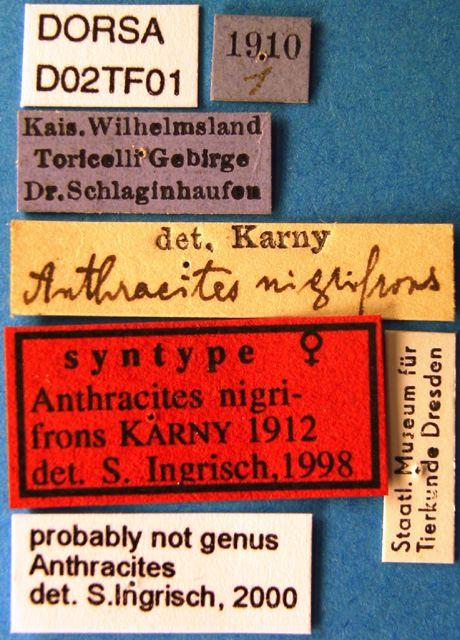 DORSA
D02TF01
1910
1
Kais. Wilhelmsland
Toricelli Gebirge
Dr. Schlaginhaufen
det. Karny
Anthracites nigrifrons
syntype ♀
Anthracites nigri-
frons KARNY 1912
det. S. Ingrisch, 1998
Staatl. Museum für
Tierkunde Dresden
probably not genus
Anthracites
det. S.Ingrisch, 2000